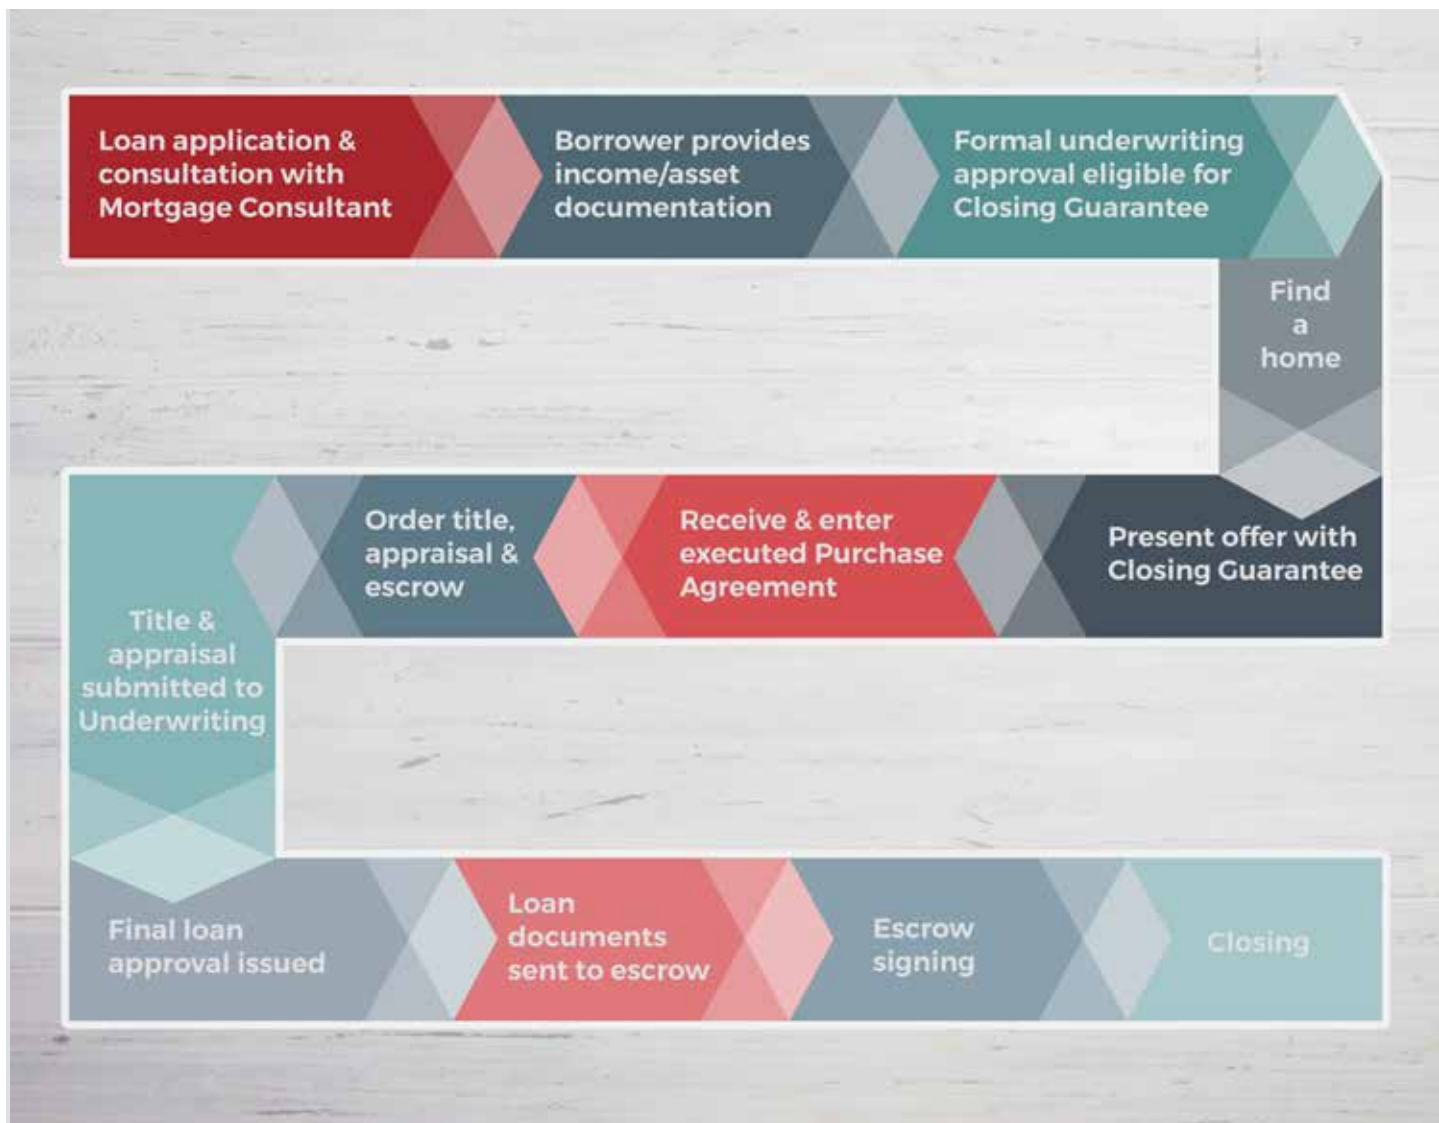 Loan application &
consultation with
Mortgage Consultant
Borrower provides
income/asset
documentation
Formal underwriting
approval eligible for
Closing Guarantee
Find
a
home
Present offer with
Closing Guarantee
Receive & enter
executed Purchase
Agreement
Order title,
appraisal &
escrow
Title &
appraisal
submitted to
Underwriting
Final loan
approval issued
Loan
documents
sent to escrow
Escrow
signing
Closing